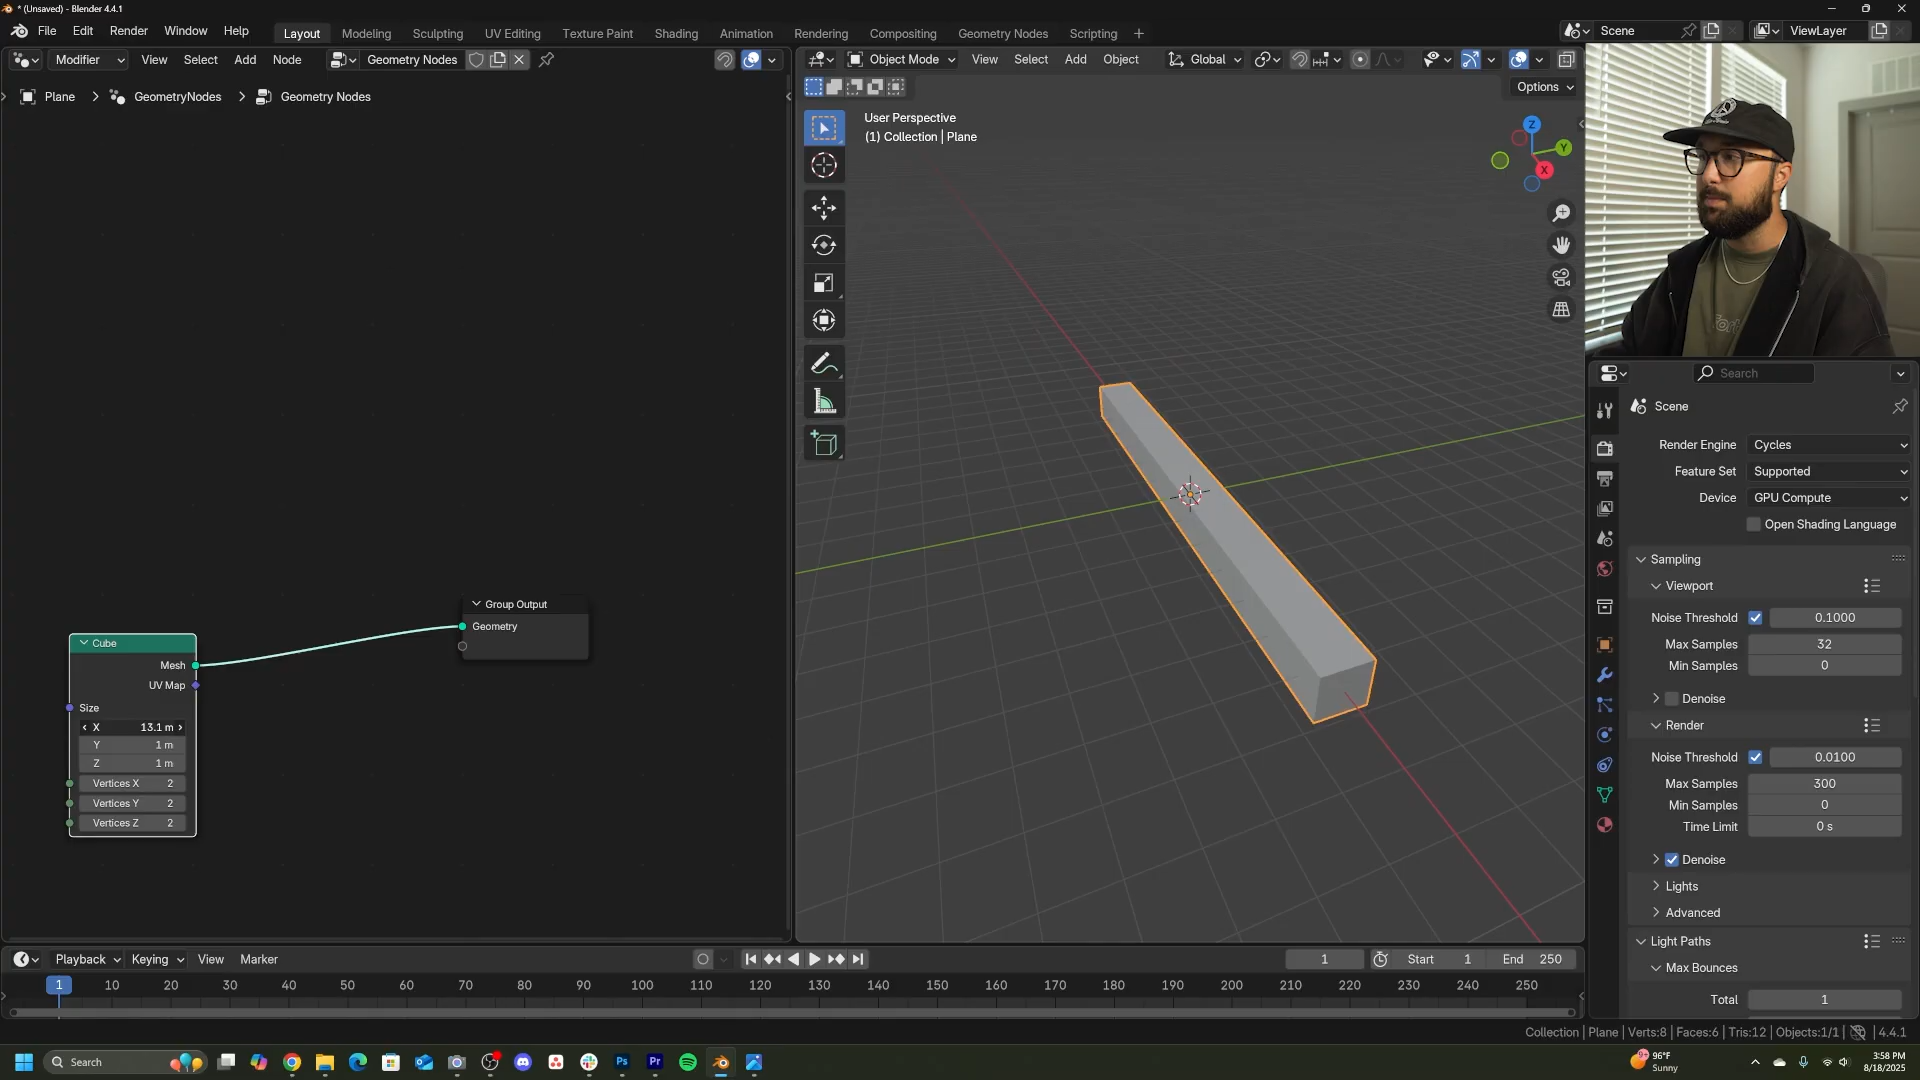 * (Unsaved) - Blender 4.4.1
File Edit Render Window Help
Layout Modeling Sculpting UV Editing Texture Paint Shading Animation Rendering Compositing Geometry Nodes Scripting +
Scene
ViewLayer
Modifier View Select Add Node Geometry Nodes
Plane > GeometryNodes > Geometry Nodes
Object Mode View Select Add Object Global
Options
User Perspective
(1) Collection | Plane
Z
Y
X
Group Output
Geometry
Cube
Mesh
UV Map
Size
X 13.1 m
Y 1 m
Z 1 m
Vertices X 2
Vertices Y 2
Vertices Z 2
Search
Scene
Render Engine Cycles
Feature Set Supported
Device GPU Compute
Open Shading Language
Sampling
Viewport
Noise Threshold 0.1000
Max Samples 32
Min Samples 0
Denoise
Render
Noise Threshold 0.0100
Max Samples 300
Min Samples 0
Time Limit 0 s
Denoise
Lights
Advanced
Light Paths
Max Bounces
Total 1
Playback Keying View Marker
1 Start 1 End 250
1 10 20 30 40 50 60 70 80 90 100 110 120 130 140 150 160 170 180 190 200 210 220 230 240 250
Collection | Plane | Verts:8 | Faces:6 | Tris:12 | Objects:1/1 | 4.4.1
Search
Ps
Pr
9+
96°F
Sunny
3:58 PM
8/18/2025